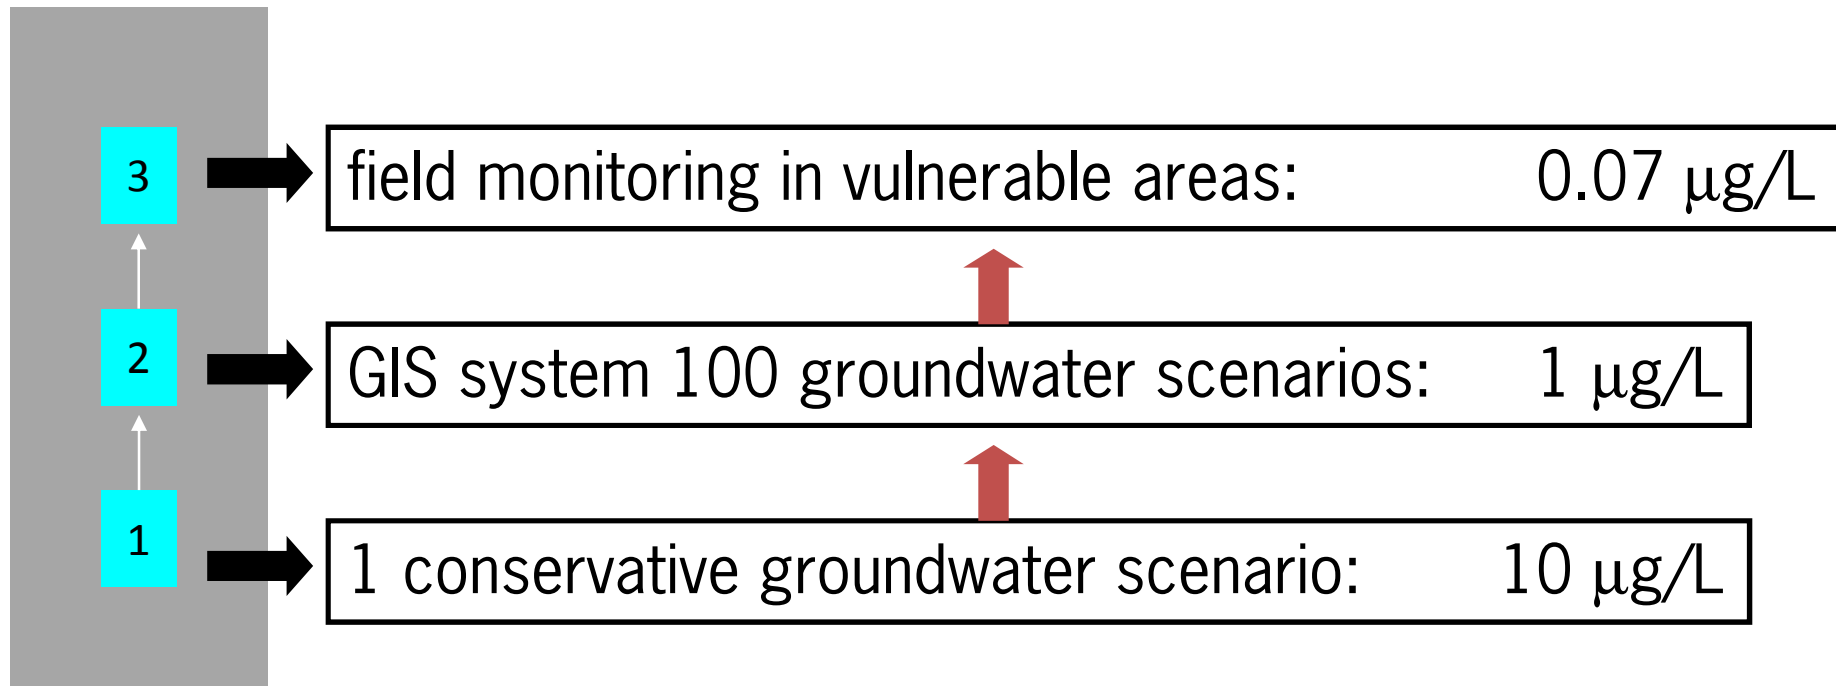 3
field monitoring in vulnerable areas: 0.07 μg/L
2
GIS system 100 groundwater scenarios: 1 μg/L
1
1 conservative groundwater scenario: 10 μg/L